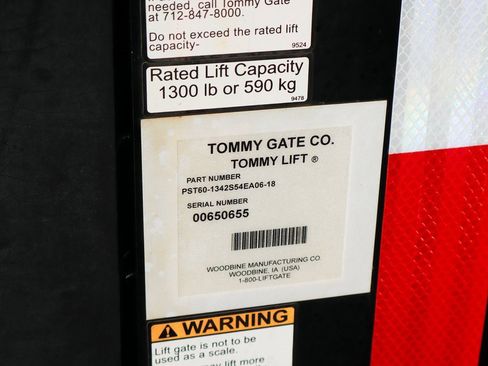 needed, call Tommy Gate
at 712-847-8000.
Do not exceed the rated lift
capacity-
9524
Rated Lift Capacity
1300 lb or 590 kg
9478
TOMMY GATE CO.
TOMMY LIFT ®
PART NUMBER
PST60-1342S54EA06-18
SERIAL NUMBER
00650655
WOODBINE MANUFACTURING CO.
WOODBINE, IA (USA)
1-800-LIFTGATE
WARNING
Lift gate is not to be
used as a scale.
lift more